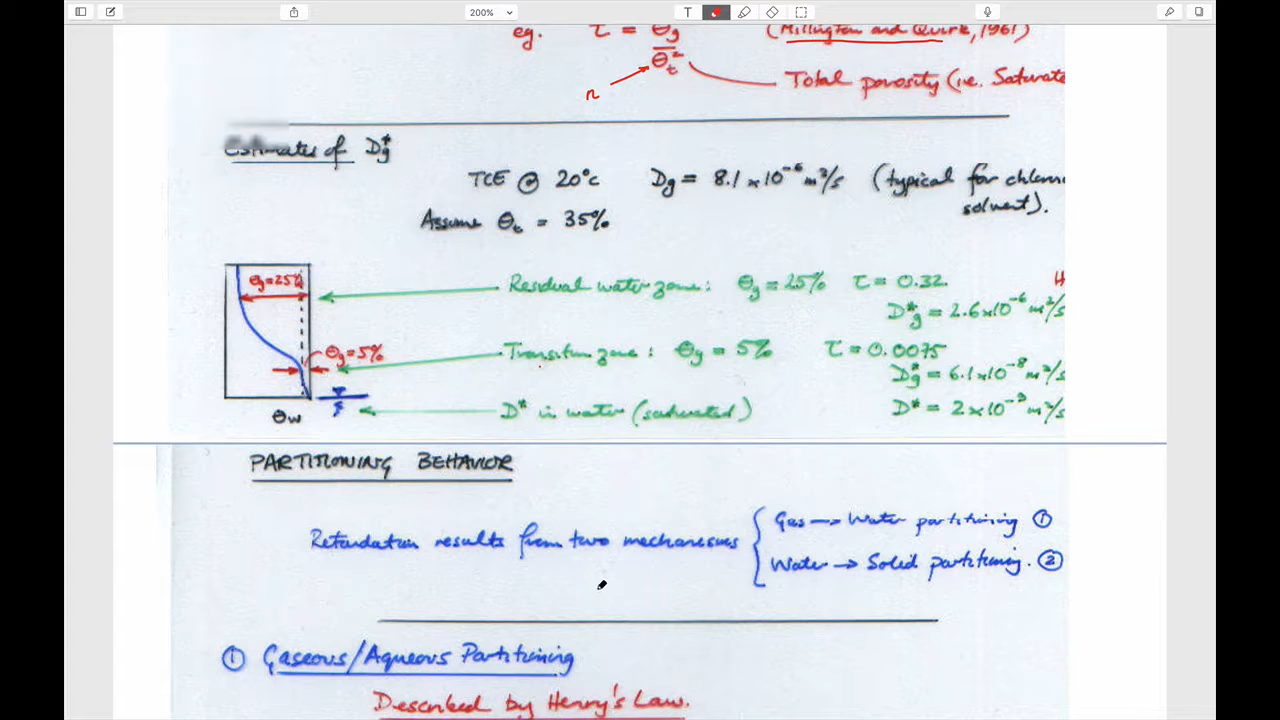 200%
T
eg. τ = θg (Millington and Quirk, 1961)
θt²
n
Total porosity (i.e. Saturate
Estimates of Dg*
TCE @ 20°C Dg = 8.1 x 10⁻⁶ m²/s (typical for chlor
solvent).
Assume θt = 35%
θg=25%
Residual water zone: θg = 25% τ = 0.32 H
Dg* = 2.6x10⁻⁶ m²/s
θg=5%
Transition zone: θg = 5% τ = 0.0075
Dg* = 6.1x10⁻⁸ m²/s
D* in water (saturated) D* = 2x10⁻⁹ m²/s
θw
PARTITIONING BEHAVIOR
Retardation results from two mechanisms
Gas → Water partitioning ①
Water → Solid partitioning. ②
① Gaseous/Aqueous Partitioning
Described by Henry's Law.